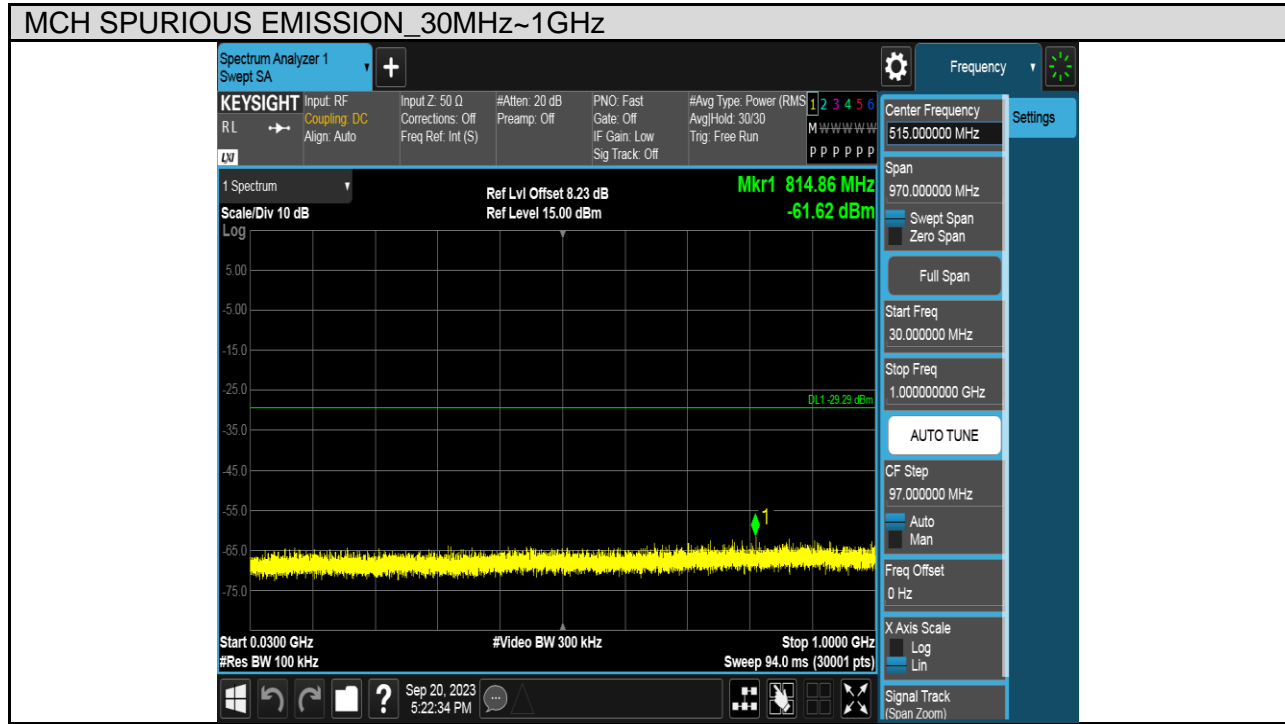 MCH SPURIOUS EMISSION_30MHz~1GHz
Spectrum Analyzer 1
Swept SA
+
Frequency
KEYSIGHT
RL
LXI
Input: RF
Coupling: DC
Align: Auto
Input Z: 50 Ω
Corrections: Off
Freq Ref: Int (S)
#Atten: 20 dB
Preamp: Off
PNO: Fast
Gate: Off
IF Gain: Low
Sig Track: Off
#Avg Type: Power (RMS
Avg|Hold: 30/30
Trig: Free Run
1 2 3 4 5 6
M W W W W W
P P P P P P
1 Spectrum
Scale/Div 10 dB
Ref Lvl Offset 8.23 dB
Ref Level 15.00 dBm
Mkr1 814.86 MHz
-61.62 dBm
Log
5.00
-5.00
-15.0
-25.0
DL1 -29.29 dBm
-35.0
-45.0
-55.0
1
-65.0
-75.0
Start 0.0300 GHz
#Res BW 100 kHz
#Video BW 300 kHz
Stop 1.0000 GHz
Sweep 94.0 ms (30001 pts)
?
Sep 20, 2023
5:22:34 PM
Center Frequency
515.000000 MHz
Settings
Span
970.000000 MHz
Swept Span
Zero Span
Full Span
Start Freq
30.000000 MHz
Stop Freq
1.000000000 GHz
AUTO TUNE
CF Step
97.000000 MHz
Auto
Man
Freq Offset
0 Hz
X Axis Scale
Log
Lin
Signal Track
(Span Zoom)